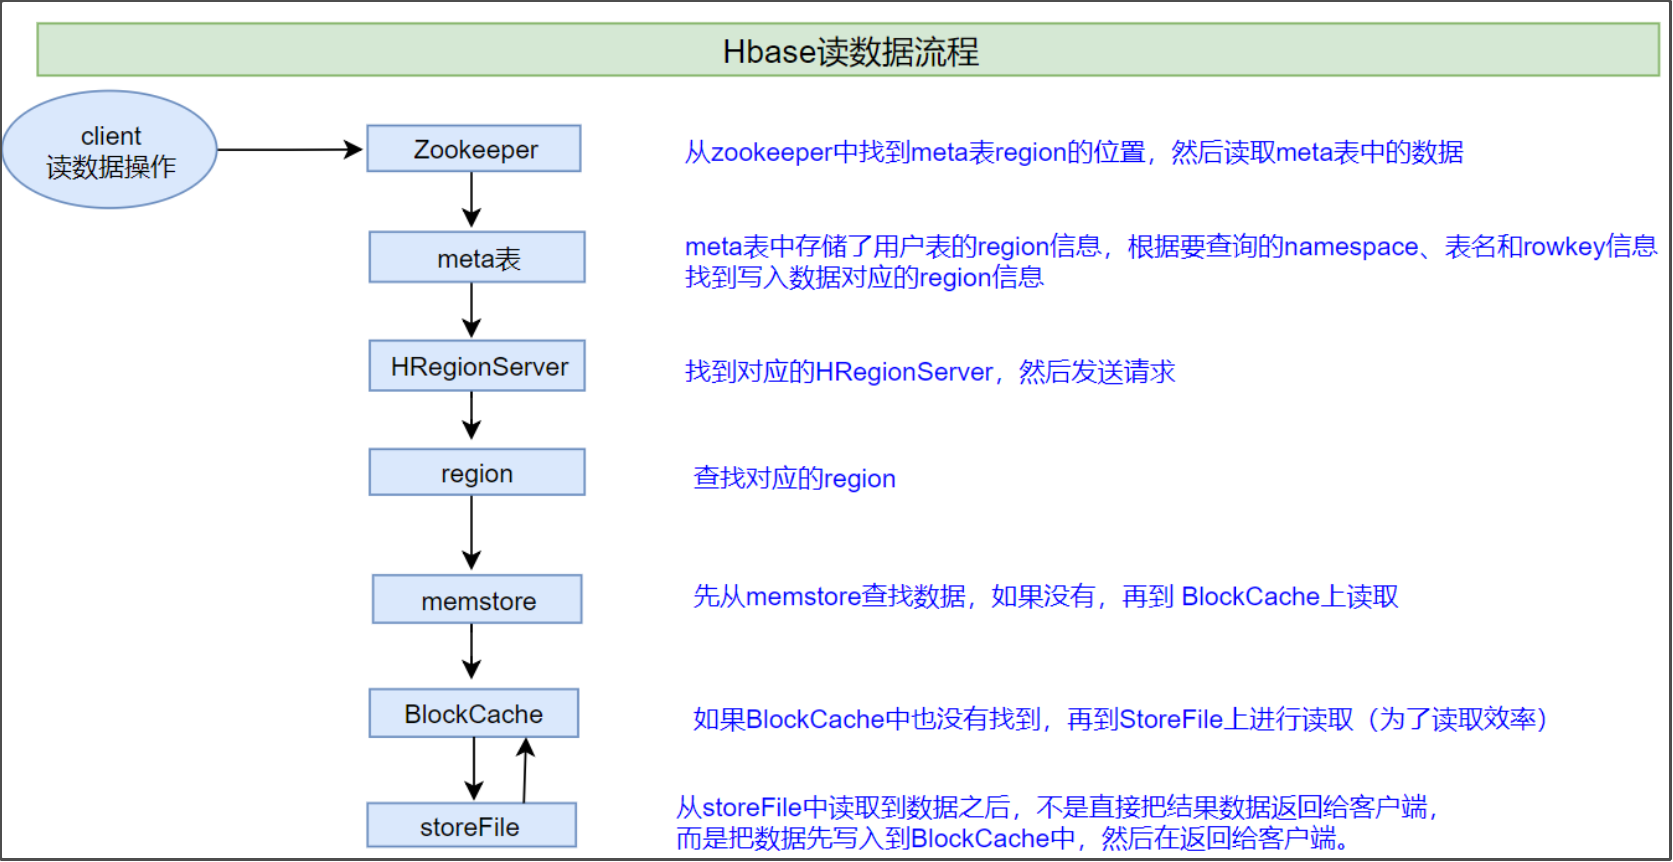 Hbase读数据流程
client
读数据操作
Zookeeper
从zookeeper中找到meta表region的位置，然后读取meta表中的数据
meta表
meta表中存储了用户表的region信息，根据要查询的namespace、表名和rowkey信息
找到写入数据对应的region信息
HRegionServer
找到对应的HRegionServer，然后发送请求
region
查找对应的region
memstore
先从memstore查找数据，如果没有，再到 BlockCache上读取
BlockCache
如果BlockCache中也没有找到，再到StoreFile上进行读取（为了读取效率）
storeFile
从storeFile中读取到数据之后，不是直接把结果数据返回给客户端，
而是把数据先写入到BlockCache中，然后在返回给客户端。